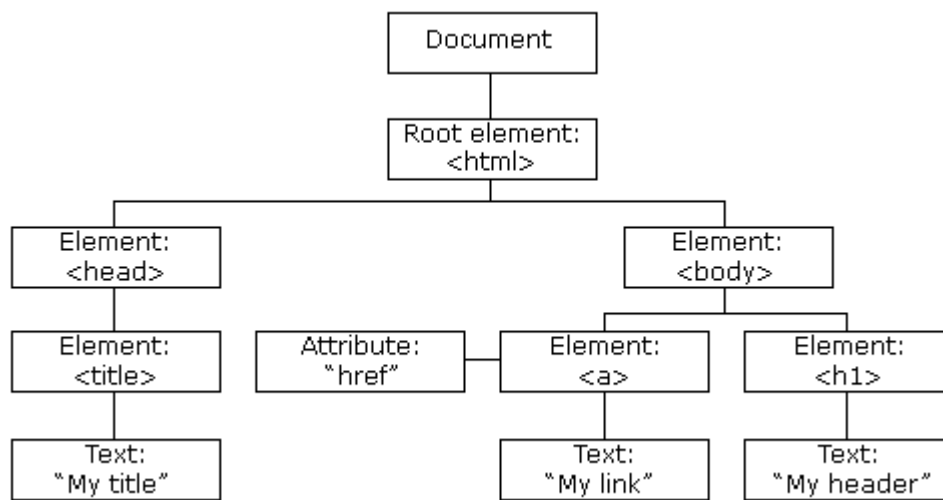 Document
Root element:
<html>
Element:
<head>
Element:
<body>
Element:
<title>
Attribute:
“href”
Element:
<a>
Element:
<h1>
Text:
“My title”
Text:
“My link”
Text:
“My header”